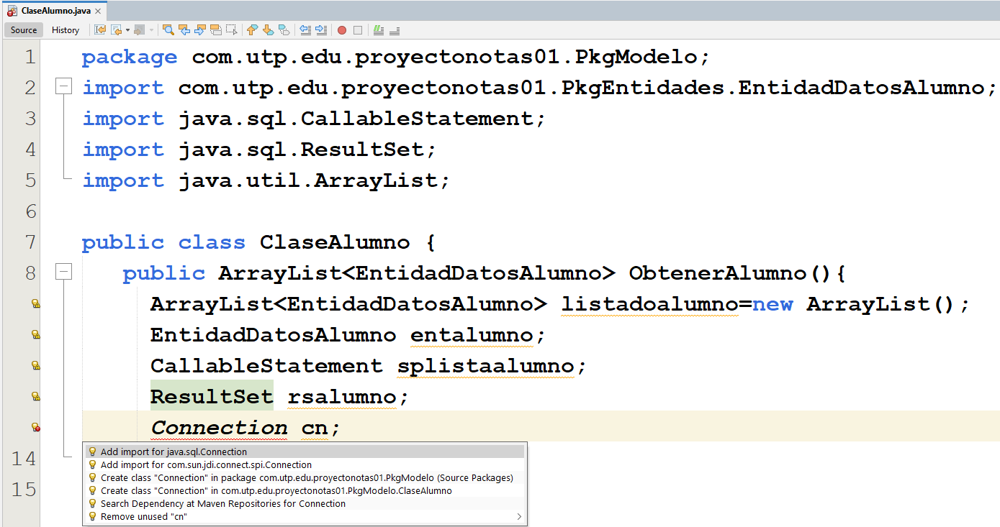 ClaseAlumno.java
Source History
1 package com.utp.edu.proyectonotas01.PkgModelo;
2 import com.utp.edu.proyectonotas01.PkgEntidades.EntidadDatosAlumno;
3 import java.sql.CallableStatement;
4 import java.sql.ResultSet;
5 import java.util.ArrayList;
6
7 public class ClaseAlumno {
8 public ArrayList<EntidadDatosAlumno> ObtenerAlumno(){
ArrayList<EntidadDatosAlumno> listadoalumno=new ArrayList();
EntidadDatosAlumno entalumno;
CallableStatement splistaalumno;
ResultSet rsalumno;
Connection cn;
14
15
Add import for java.sql.Connection
Add import for com.sun.jdi.connect.spi.Connection
Create class "Connection" in package com.utp.edu.proyectonotas01.PkgModelo (Source Packages)
Create class "Connection" in com.utp.edu.proyectonotas01.PkgModelo.ClaseAlumno
Search Dependency at Maven Repositories for Connection
Remove unused "cn"